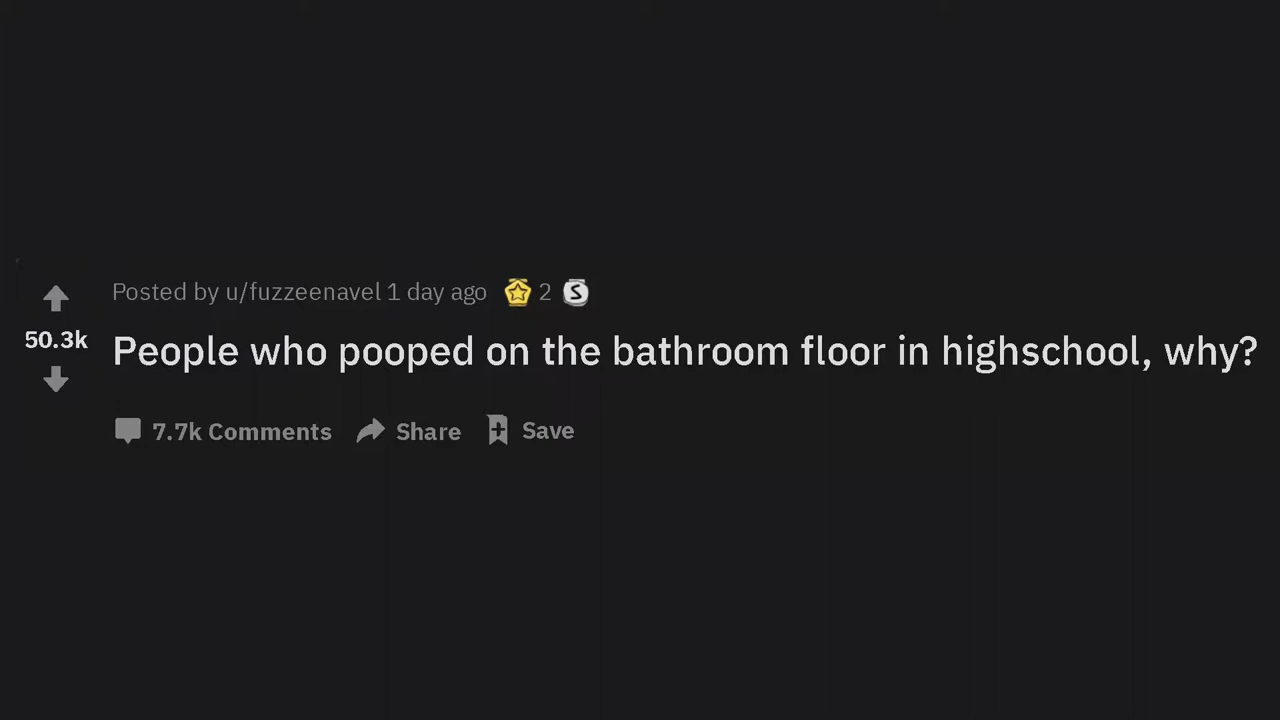 Posted by u/fuzzeenavel 1 day ago 2 S
50.3k
People who pooped on the bathroom floor in highschool, why?
7.7k Comments Share Save